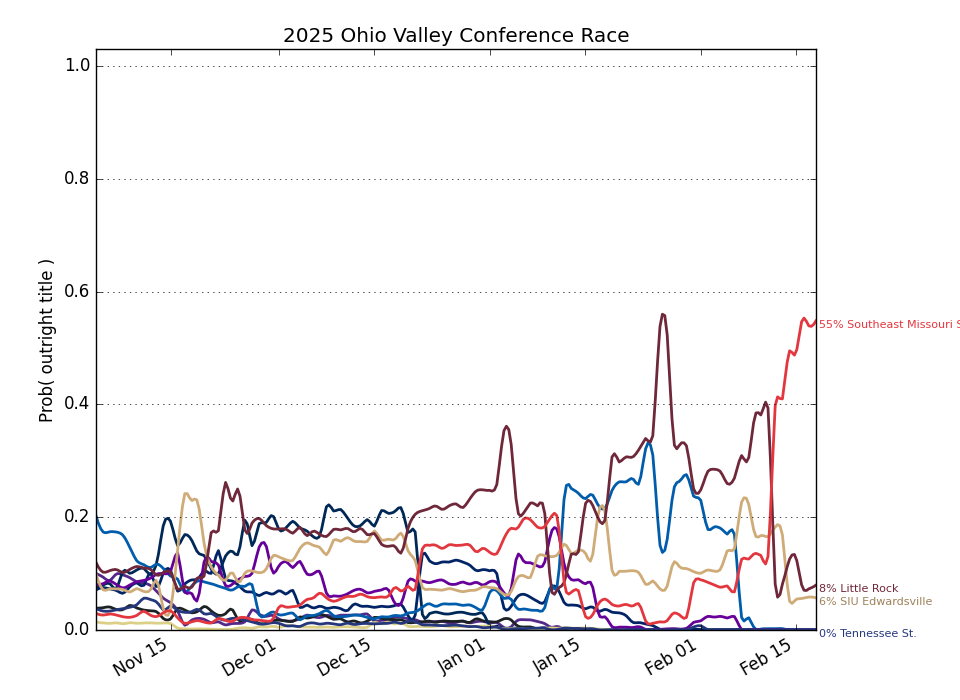 2025 Ohio Valley Conference Race
Prob( outright title )
1.0
0.8
0.6
0.4
0.2
0.0
55% Southeast Missouri S
8% Little Rock
6% SIU Edwardsville
0% Tennessee St.
Nov 15
Dec 01
Dec 15
Jan 01
Jan 15
Feb 01
Feb 15